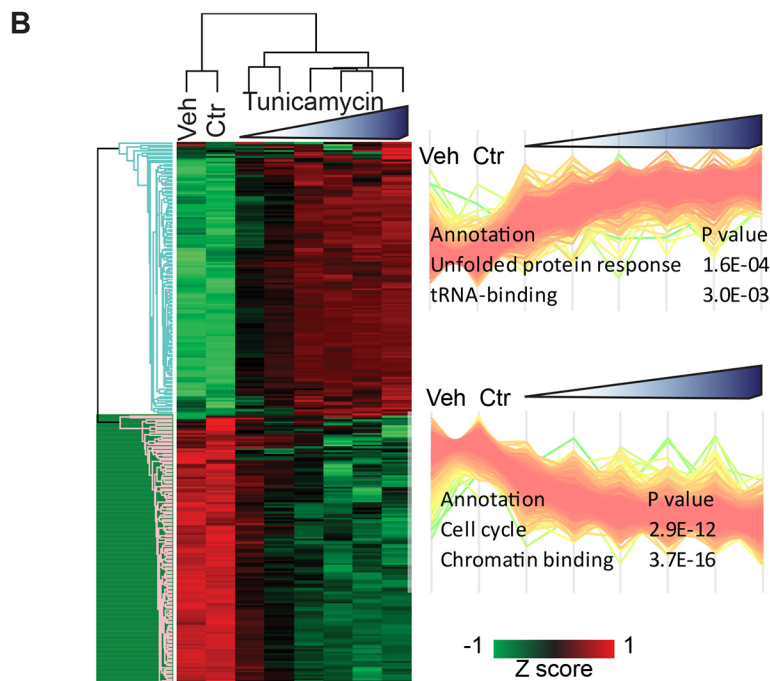 B
Tunicamycin
Veh
Ctr
Veh Ctr
Annotation P value
Unfolded protein response 1.6E-04
tRNA-binding 3.0E-03
Veh Ctr
Annotation P value
Cell cycle 2.9E-12
Chromatin binding 3.7E-16
-1 1
Z score